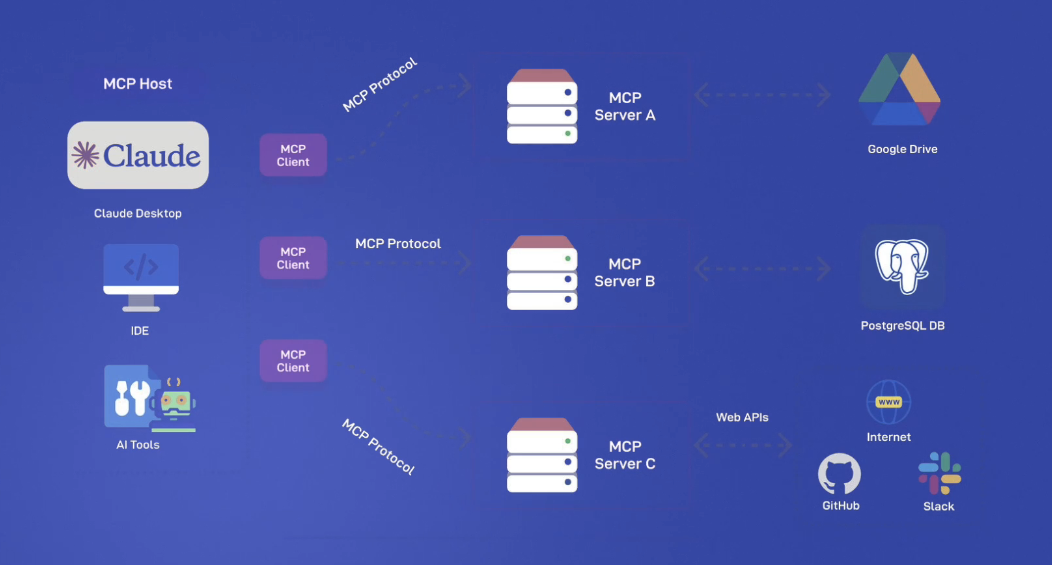 MCP Host
Claude
Claude Desktop
IDE
AI Tools
MCP
Client
MCP
Client
MCP
Client
MCP Protocol
MCP Protocol
MCP Protocol
MCP
Server A
MCP
Server B
MCP
Server C
Google Drive
PostgreSQL DB
Web APIs
www
Internet
GitHub
Slack